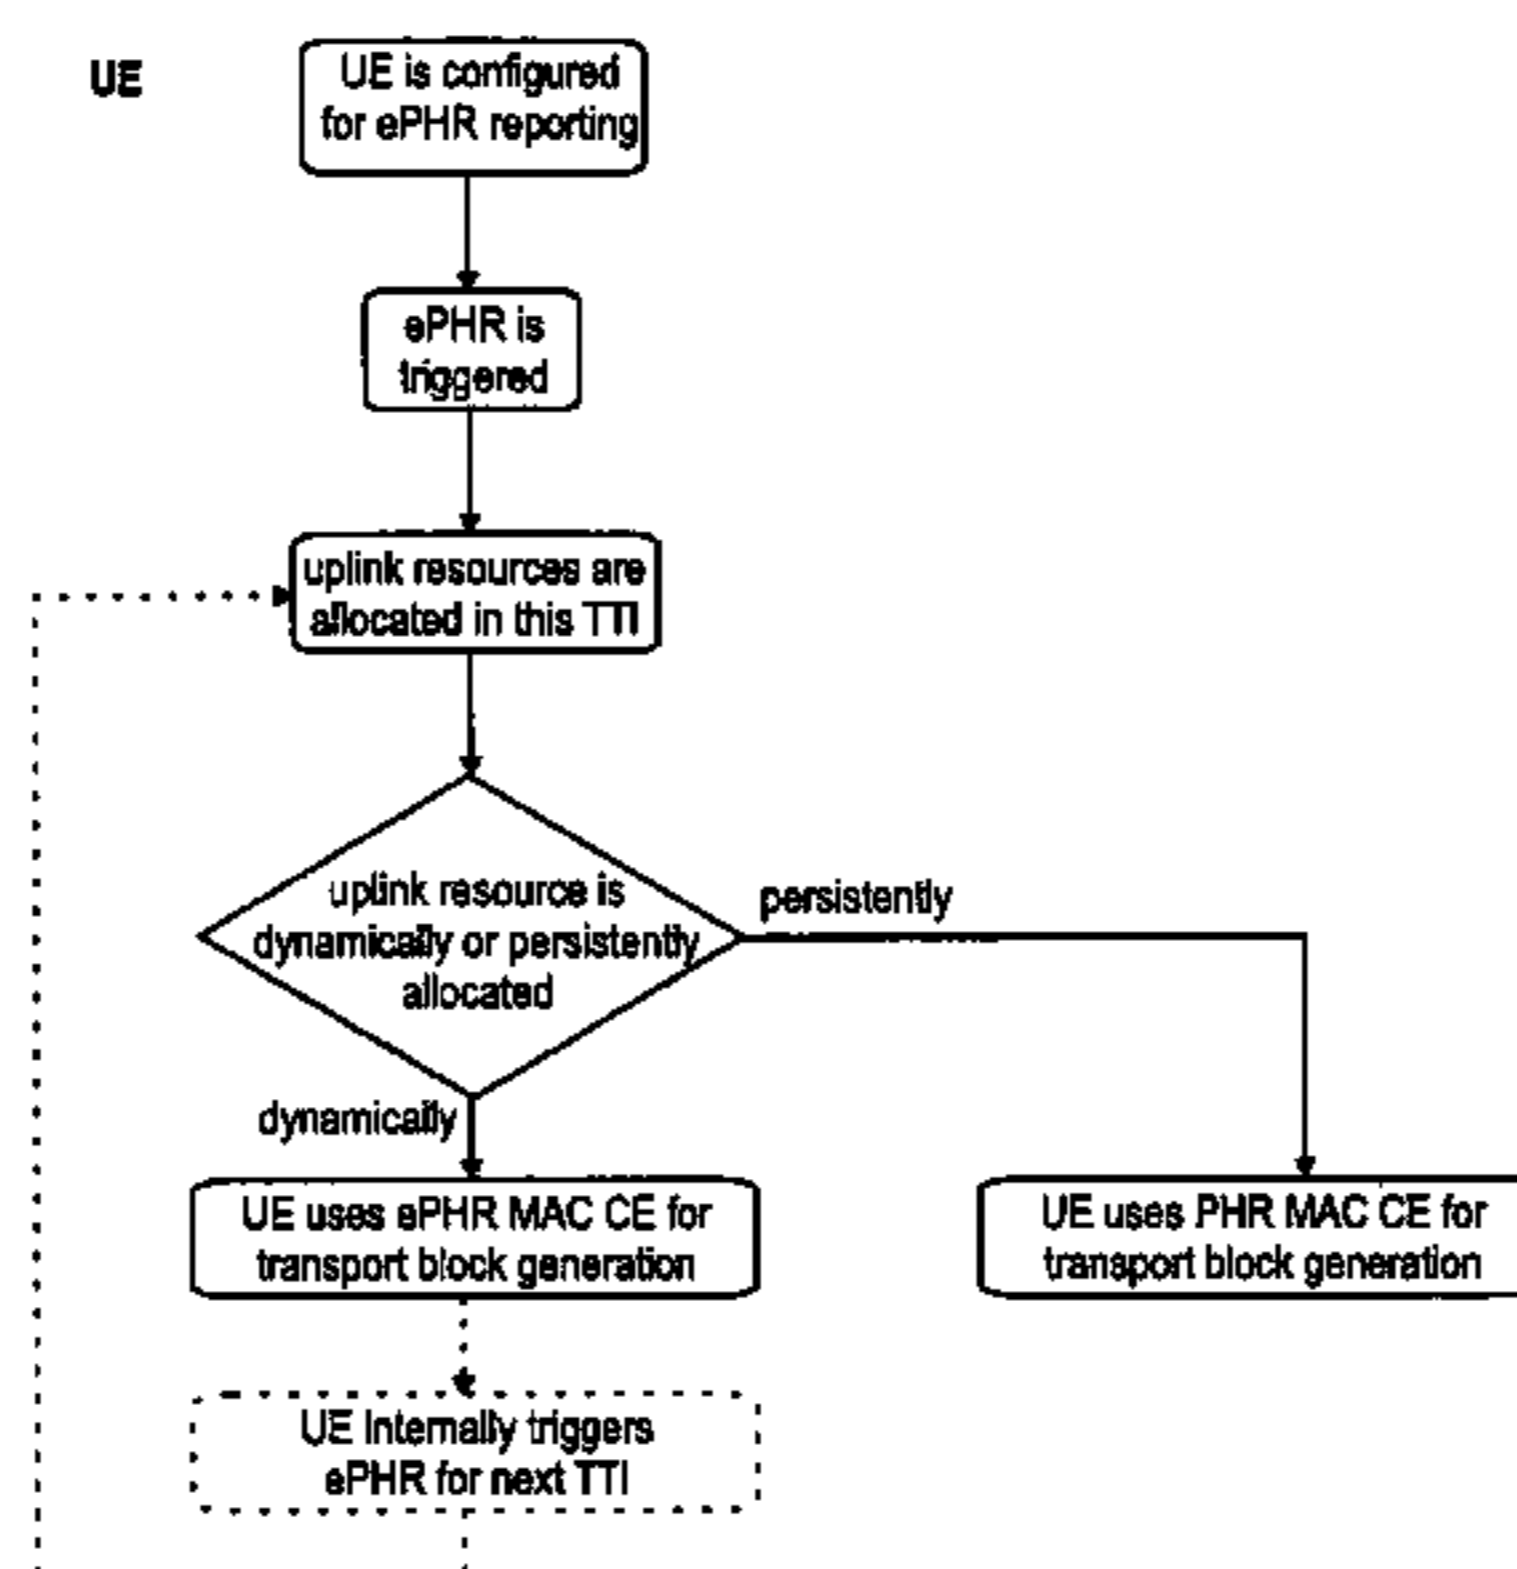 UE
UE is configured
for ePHR reporting
ePHR is
triggered
uplink resources are
allocated in this TTI
uplink resource is
dynamically or persistently
allocated
persistently
dynamically
UE uses ePHR MAC CE for
transport block generation
UE uses PHR MAC CE for
transport block generation
UE Internally triggers
ePHR for next TTI